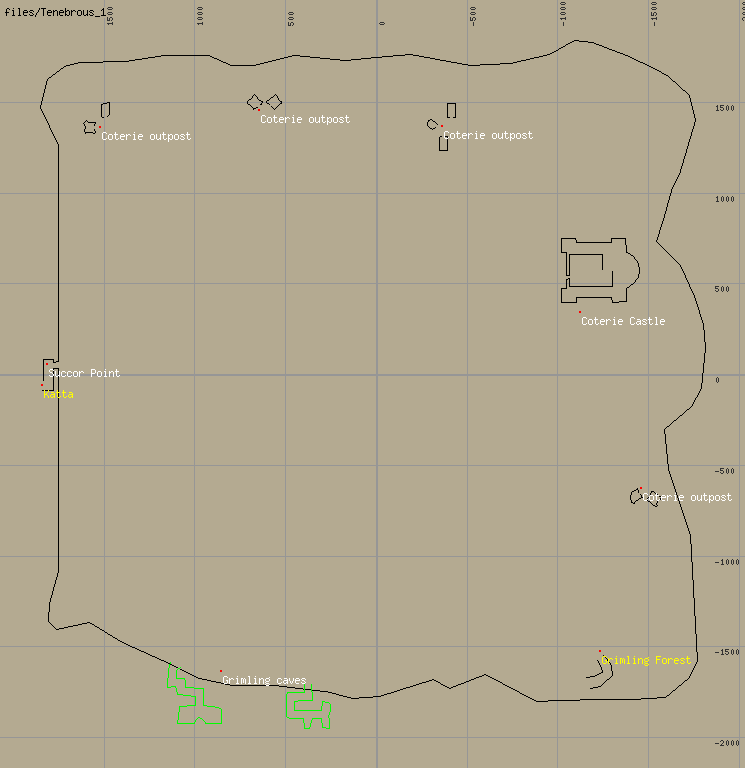 files/Tenebrous_1
1500
1000
500
0
-500
-1000
-1500
1500
Coterie outpost
Coterie outpost
Coterie outpost
1000
500
Coterie Castle
Succor Point
0
Katta
-500
Coterie outpost
-1000
-1500
Grimling Forest
Grimling caves
-2000